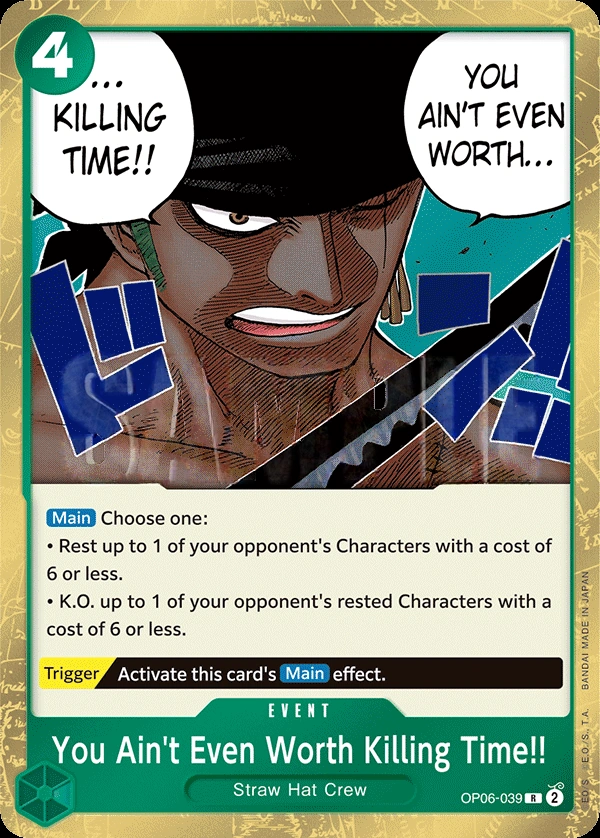 4
...
KILLING
TIME!!
YOU
AIN'T EVEN
WORTH...
SAMPLE
Main Choose one:
• Rest up to 1 of your opponent's Characters with a cost of
6 or less.
• K.O. up to 1 of your opponent's rested Characters with a
cost of 6 or less.
Trigger Activate this card's Main effect.
EVENT
You Ain't Even Worth Killing Time!!
Straw Hat Crew
OP06-039 R 2
BANDAI MADE IN JAPAN